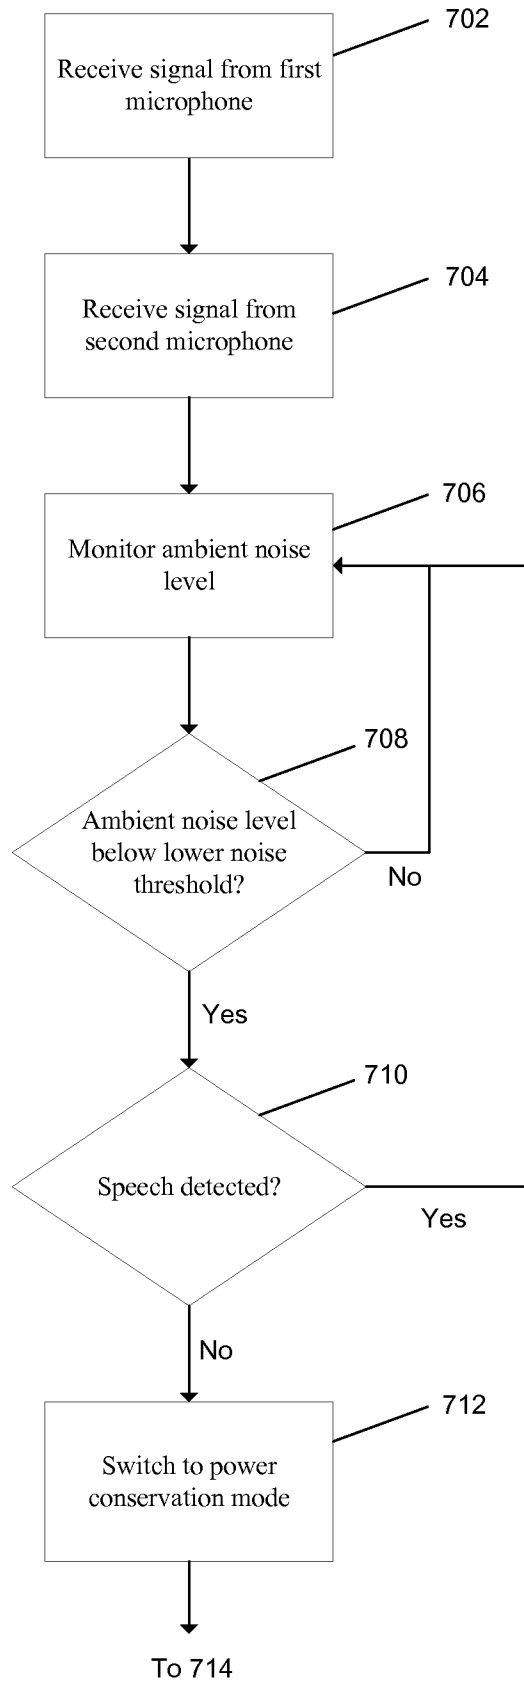 702
Receive signal from first
microphone
704
Receive signal from
second microphone
706
Monitor ambient noise
level
708
Ambient noise level
below lower noise
threshold?
No
Yes
710
Speech detected?
Yes
No
712
Switch to power
conservation mode
To 714